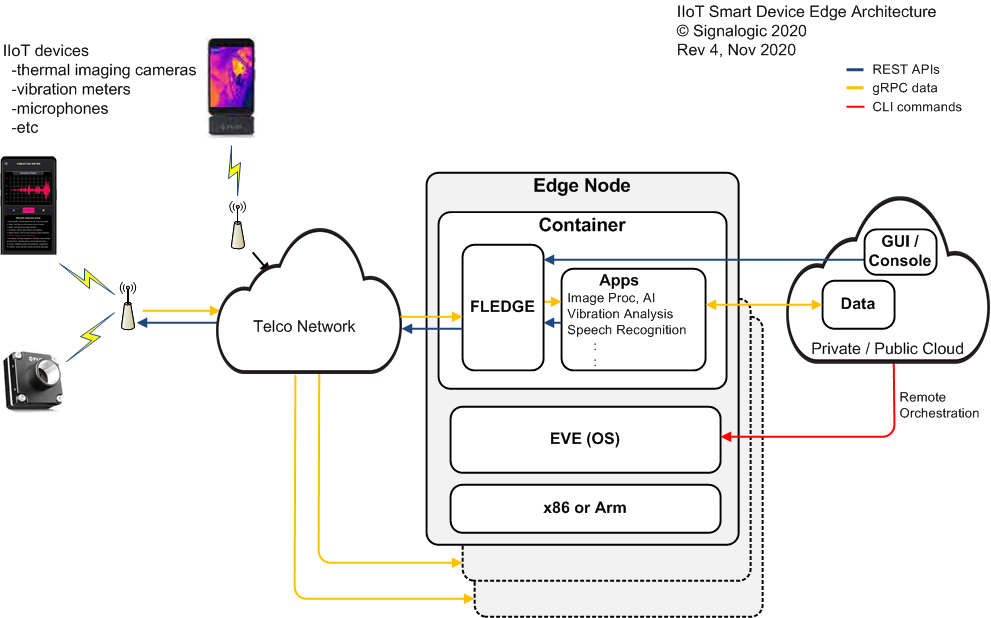 IIoT Smart Device Edge Architecture
© Signalogic 2020
Rev 4, Nov 2020
REST APIs
gRPC data
CLI commands
IIoT devices
-thermal imaging cameras
-vibration meters
-microphones
-etc
Edge Node
Container
FLEDGE
Apps
Image Proc, AI
Vibration Analysis
Speech Recognition
:
:
Telco Network
GUI /
Console
Data
Private / Public Cloud
Remote
Orchestration
EVE (OS)
x86 or Arm